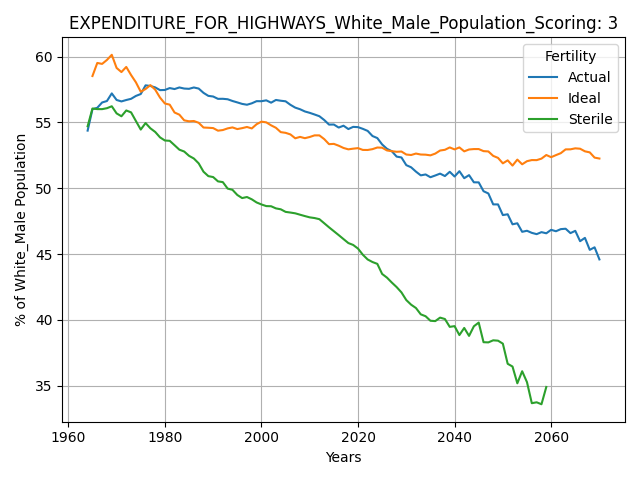 EXPENDITURE_FOR_HIGHWAYS_White_Male_Population_Scoring: 3
Fertility
Actual
Ideal
Sterile
% of White_Male Population
60
55
50
45
40
35
1960
1980
2000
2020
2040
2060
Years